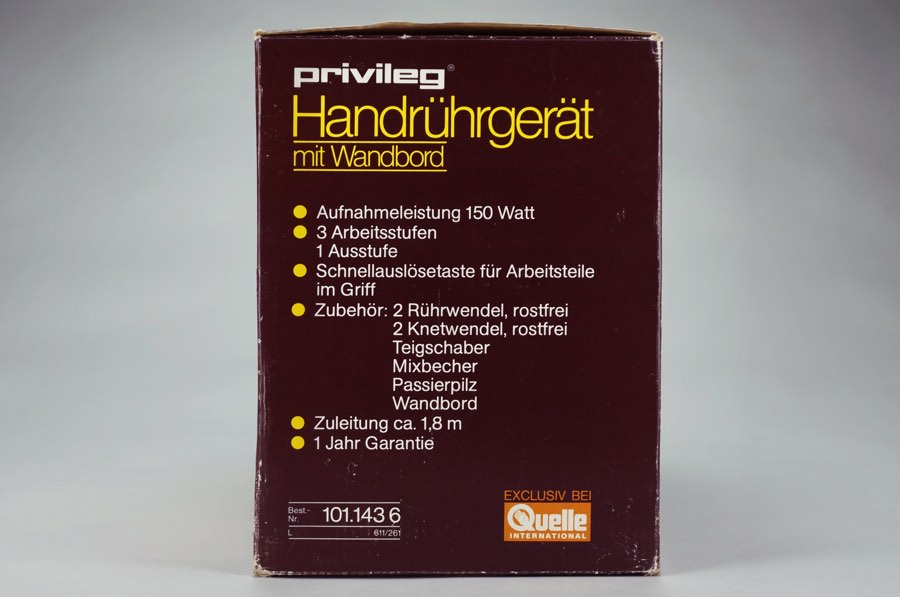 privileg®
Handrührgerät
mit Wandbord
● Aufnahmeleistung 150 Watt
● 3 Arbeitsstufen
1 Ausstufe
● Schnellauslösetaste für Arbeitsteile
im Griff
● Zubehör: 2 Rührwendel, rostfrei
2 Knetwendel, rostfrei
Teigschaber
Mixbecher
Passierpilz
Wandbord
● Zuleitung ca. 1,8 m
● 1 Jahr Garantie
Best.-
Nr. 101.143 6
L 611/261
EXCLUSIV BEI
Quelle
INTERNATIONAL